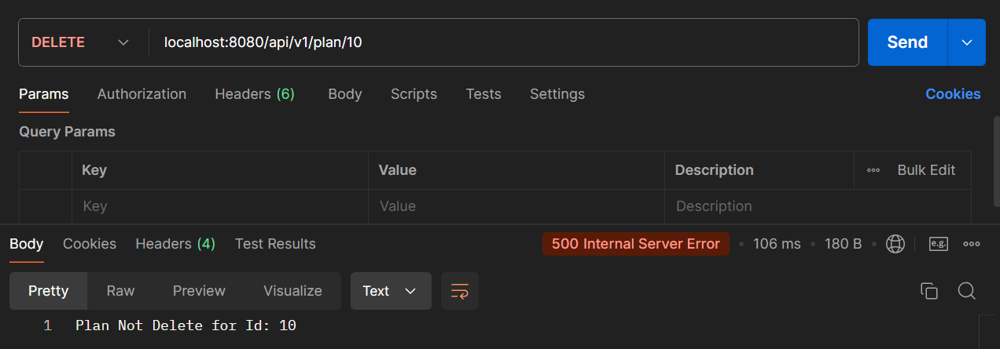 DELETE localhost:8080/api/v1/plan/10 Send
Params Authorization Headers (6) Body Scripts Tests Settings Cookies
Query Params
Key Value Description Bulk Edit
Key Value Description
Body Cookies Headers (4) Test Results 500 Internal Server Error • 106 ms • 180 B • e.g.
Pretty Raw Preview Visualize Text
1 Plan Not Delete for Id: 10